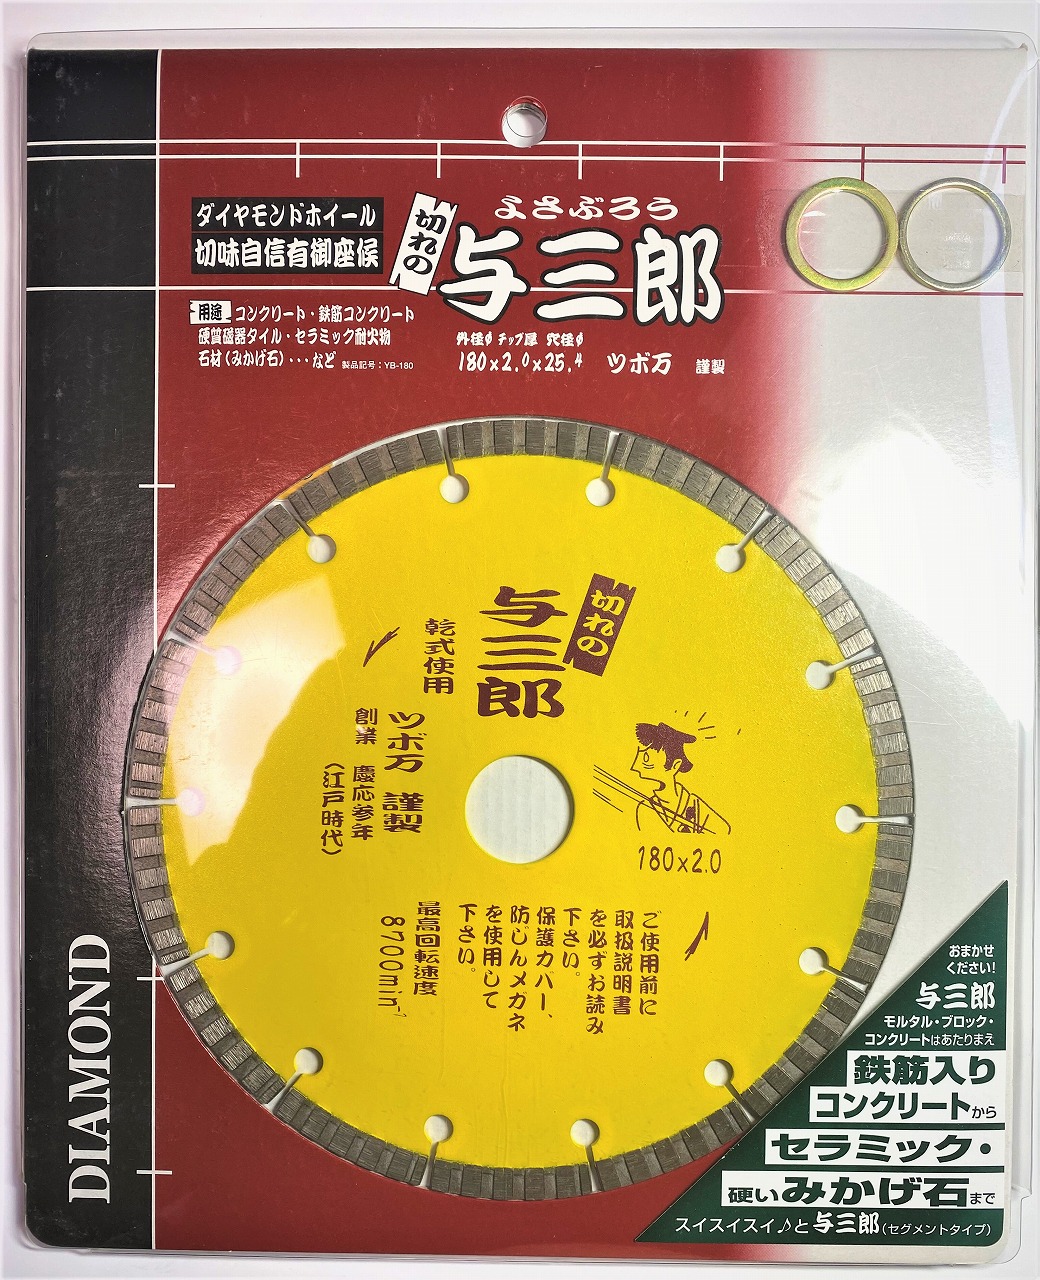 ダイヤモンドホイール
切味自信有御座候
切れの
よさぶろう
与三郎
用途 コンクリート・鉄筋コンクリート
硬質磁器タイル・セラミック耐火物
石材(みかげ石)・・・など 製品記号：YB-180
外径φ チップ厚 穴径φ
180×2.0×25.4 ツボ万 謹製
切れの
与三郎
乾式使用
ツボ万 謹製
創業 慶応参年
(江戸時代)
180×2.0
ご使用前に
取扱説明書
を必ずお読み
下さい。
保護カバー、
防じんメガネ
を使用して
下さい。
最高回転速度
8700min⁻¹
DIAMOND
おまかせ
ください!
与三郎
モルタル・ブロック・
コンクリートはあたりまえ
鉄筋入り
コンクリートから
セラミック・
硬いみかげ石まで
スイスイスイ♪と与三郎(セグメントタイプ)